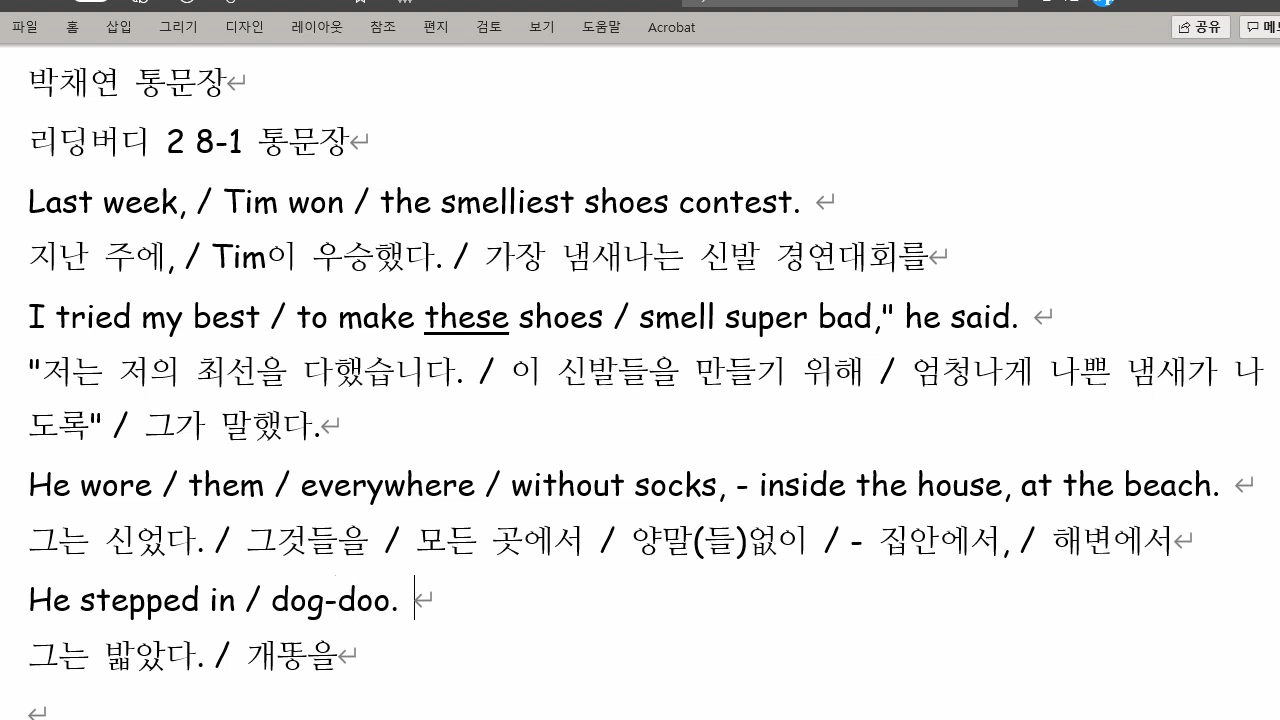 파일 홈 삽입 그리기 디자인 레이아웃 참조 편지 검토 보기 도움말 Acrobat 공유
박채연 통문장
리딩버디 2 8-1 통문장
Last week, / Tim won / the smelliest shoes contest.
지난 주에, / Tim이 우승했다. / 가장 냄새나는 신발 경연대회를
I tried my best / to make these shoes / smell super bad," he said.
"저는 저의 최선을 다했습니다. / 이 신발들을 만들기 위해 / 엄청나게 나쁜 냄새가 나
도록" / 그가 말했다.
He wore / them / everywhere / without socks, - inside the house, at the beach.
그는 신었다. / 그것들을 / 모든 곳에서 / 양말(들)없이 / - 집안에서, / 해변에서
He stepped in / dog-doo.
그는 밟았다. / 개똥을